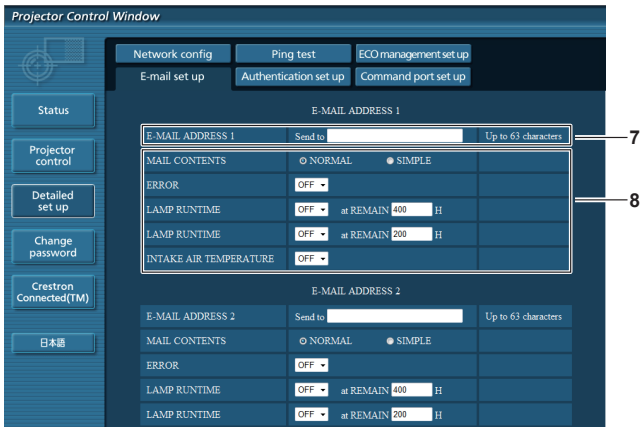 Projector Control Window
Network config Ping test ECO management set up
E-mail set up Authentication set up Command port set up
Status
Projector control
Detailed set up
Change password
Crestron Connected(TM)
日本語
E-MAIL ADDRESS 1
E-MAIL ADDRESS 1 Send to Up to 63 characters 7
MAIL CONTENTS NORMAL SIMPLE
ERROR OFF
LAMP RUNTIME OFF at REMAIN 400 H 8
LAMP RUNTIME OFF at REMAIN 200 H
INTAKE AIR TEMPERATURE OFF
E-MAIL ADDRESS 2
E-MAIL ADDRESS 2 Send to Up to 63 characters
MAIL CONTENTS NORMAL SIMPLE
ERROR OFF
LAMP RUNTIME OFF at REMAIN 400 H
LAMP RUNTIME OFF at REMAIN 200 H